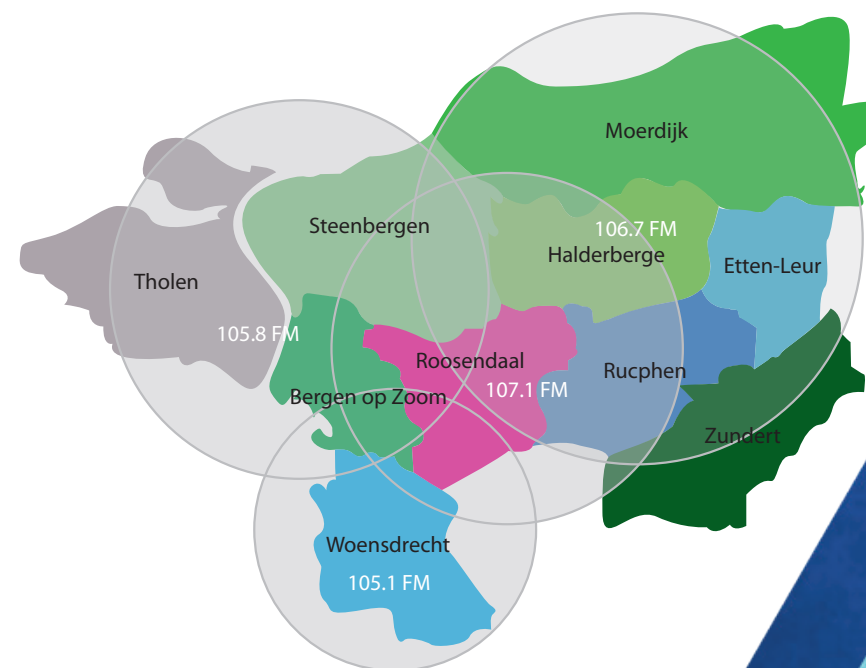 Moerdijk
Steenbergen
106.7 FM
Halderberge
Etten-Leur
Tholen
105.8 FM
Roosendaal
Rucphen
107.1 FM
Bergen op Zoom
Zundert
Woensdrecht
105.1 FM